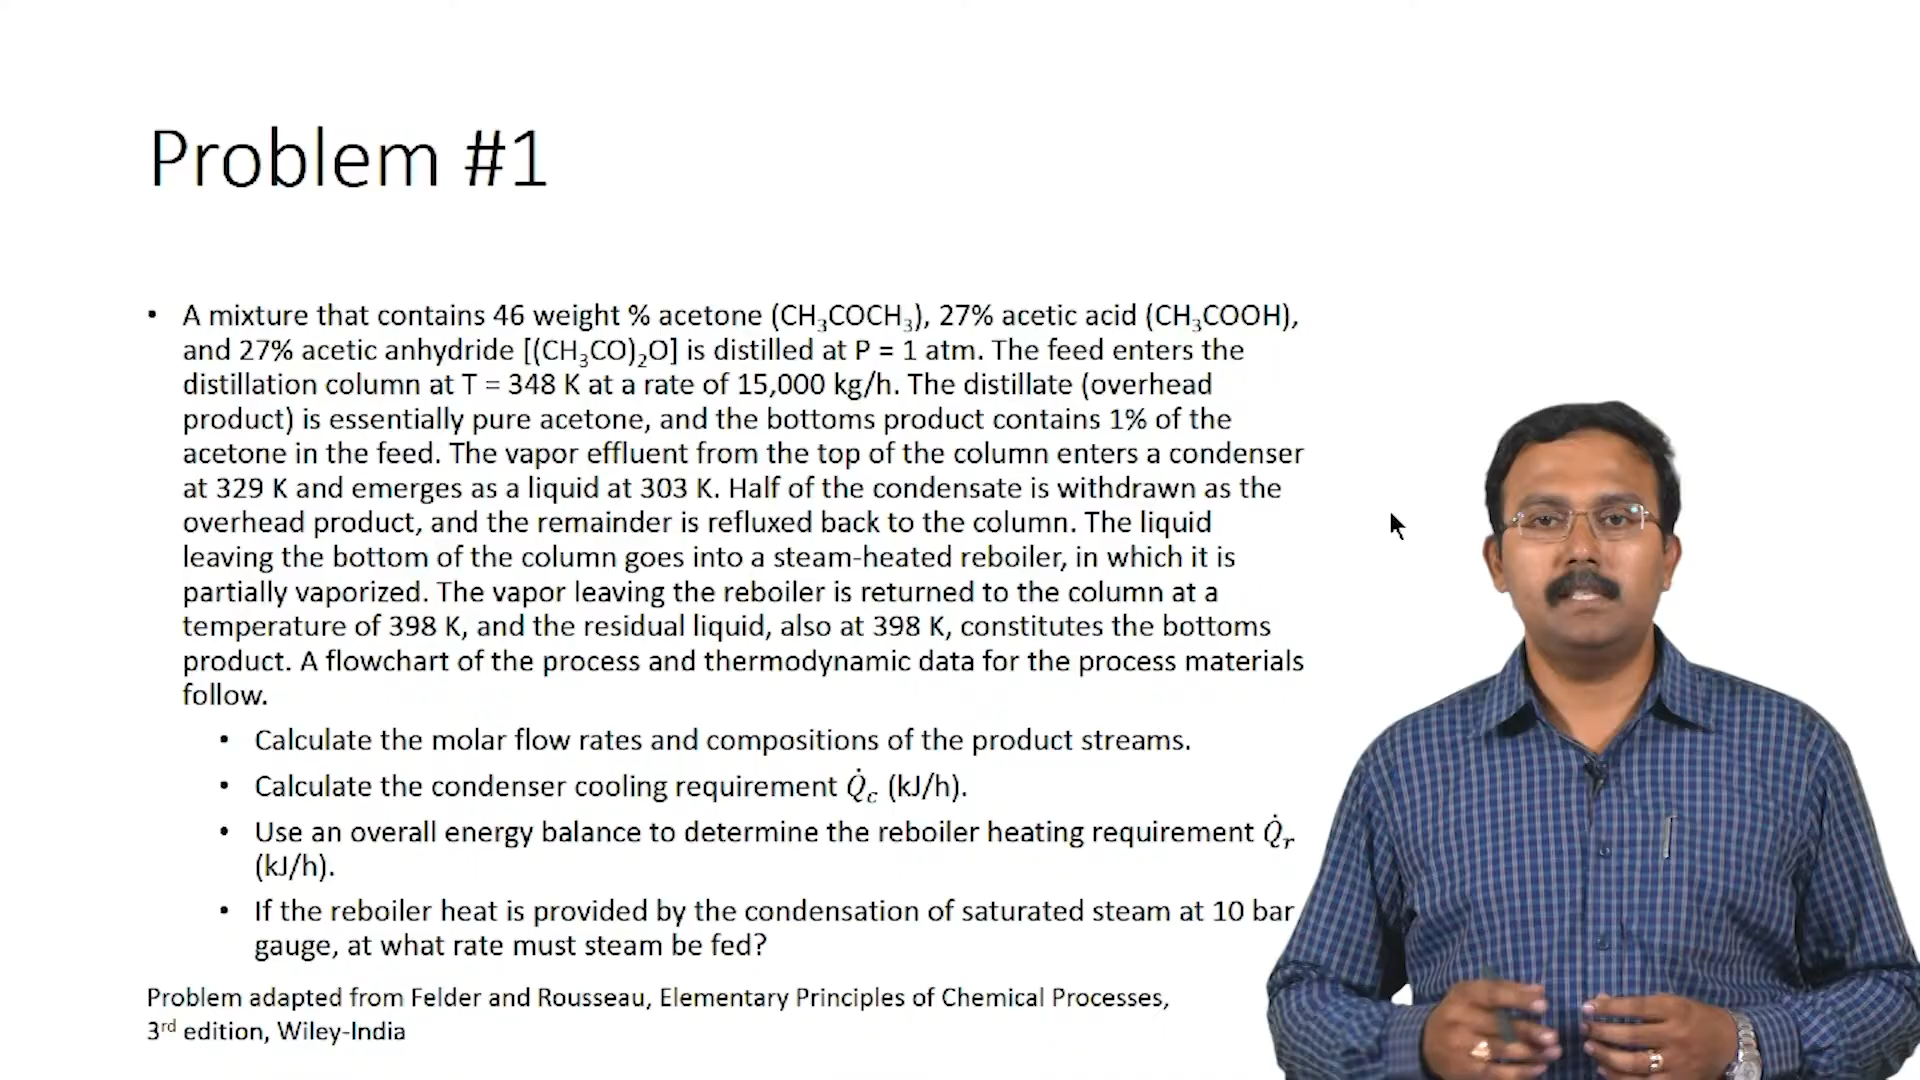 Problem #1
• A mixture that contains 46 weight % acetone (CH₃COCH₃), 27% acetic acid (CH₃COOH),
and 27% acetic anhydride [(CH₃CO)₂O] is distilled at P = 1 atm. The feed enters the
distillation column at T = 348 K at a rate of 15,000 kg/h. The distillate (overhead
product) is essentially pure acetone, and the bottoms product contains 1% of the
acetone in the feed. The vapor effluent from the top of the column enters a condenser
at 329 K and emerges as a liquid at 303 K. Half of the condensate is withdrawn as the
overhead product, and the remainder is refluxed back to the column. The liquid
leaving the bottom of the column goes into a steam-heated reboiler, in which it is
partially vaporized. The vapor leaving the reboiler is returned to the column at a
temperature of 398 K, and the residual liquid, also at 398 K, constitutes the bottoms
product. A flowchart of the process and thermodynamic data for the process materials
follow.
• Calculate the molar flow rates and compositions of the product streams.
• Calculate the condenser cooling requirement Q̇c (kJ/h).
• Use an overall energy balance to determine the reboiler heating requirement Q̇r
(kJ/h).
• If the reboiler heat is provided by the condensation of saturated steam at 10 bar
gauge, at what rate must steam be fed?
Problem adapted from Felder and Rousseau, Elementary Principles of Chemical Processes,
3rd edition, Wiley-India